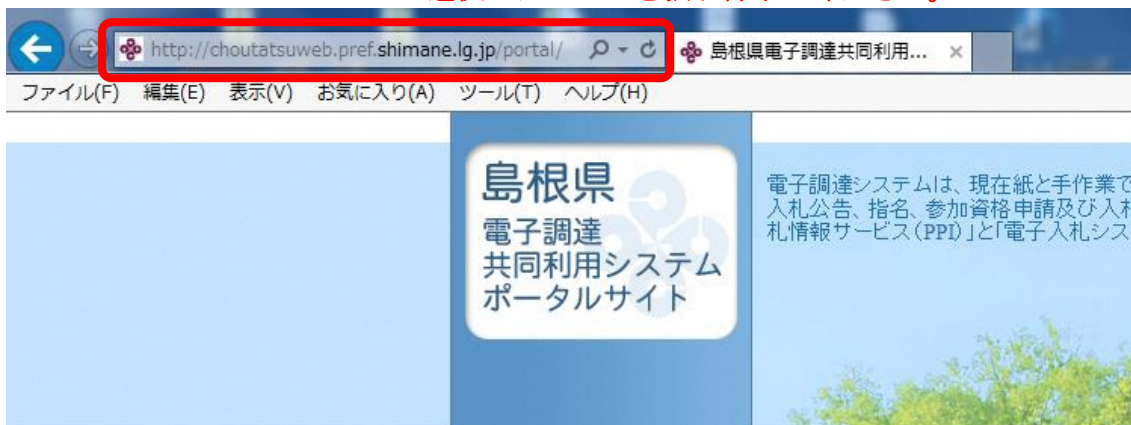 http://choutatsuweb.pref.shimane.lg.jp/portal/
島根県電子調達共同利用...
ファイル(F) 編集(E) 表示(V) お気に入り(A) ツール(T) ヘルプ(H)
島根県
電子調達
共同利用システム
ポータルサイト
電子調達システムは、現在紙と手作業で
入札公告、指名、参加資格申請及び入札
札情報サービス(PPI)」と「電子入札シス